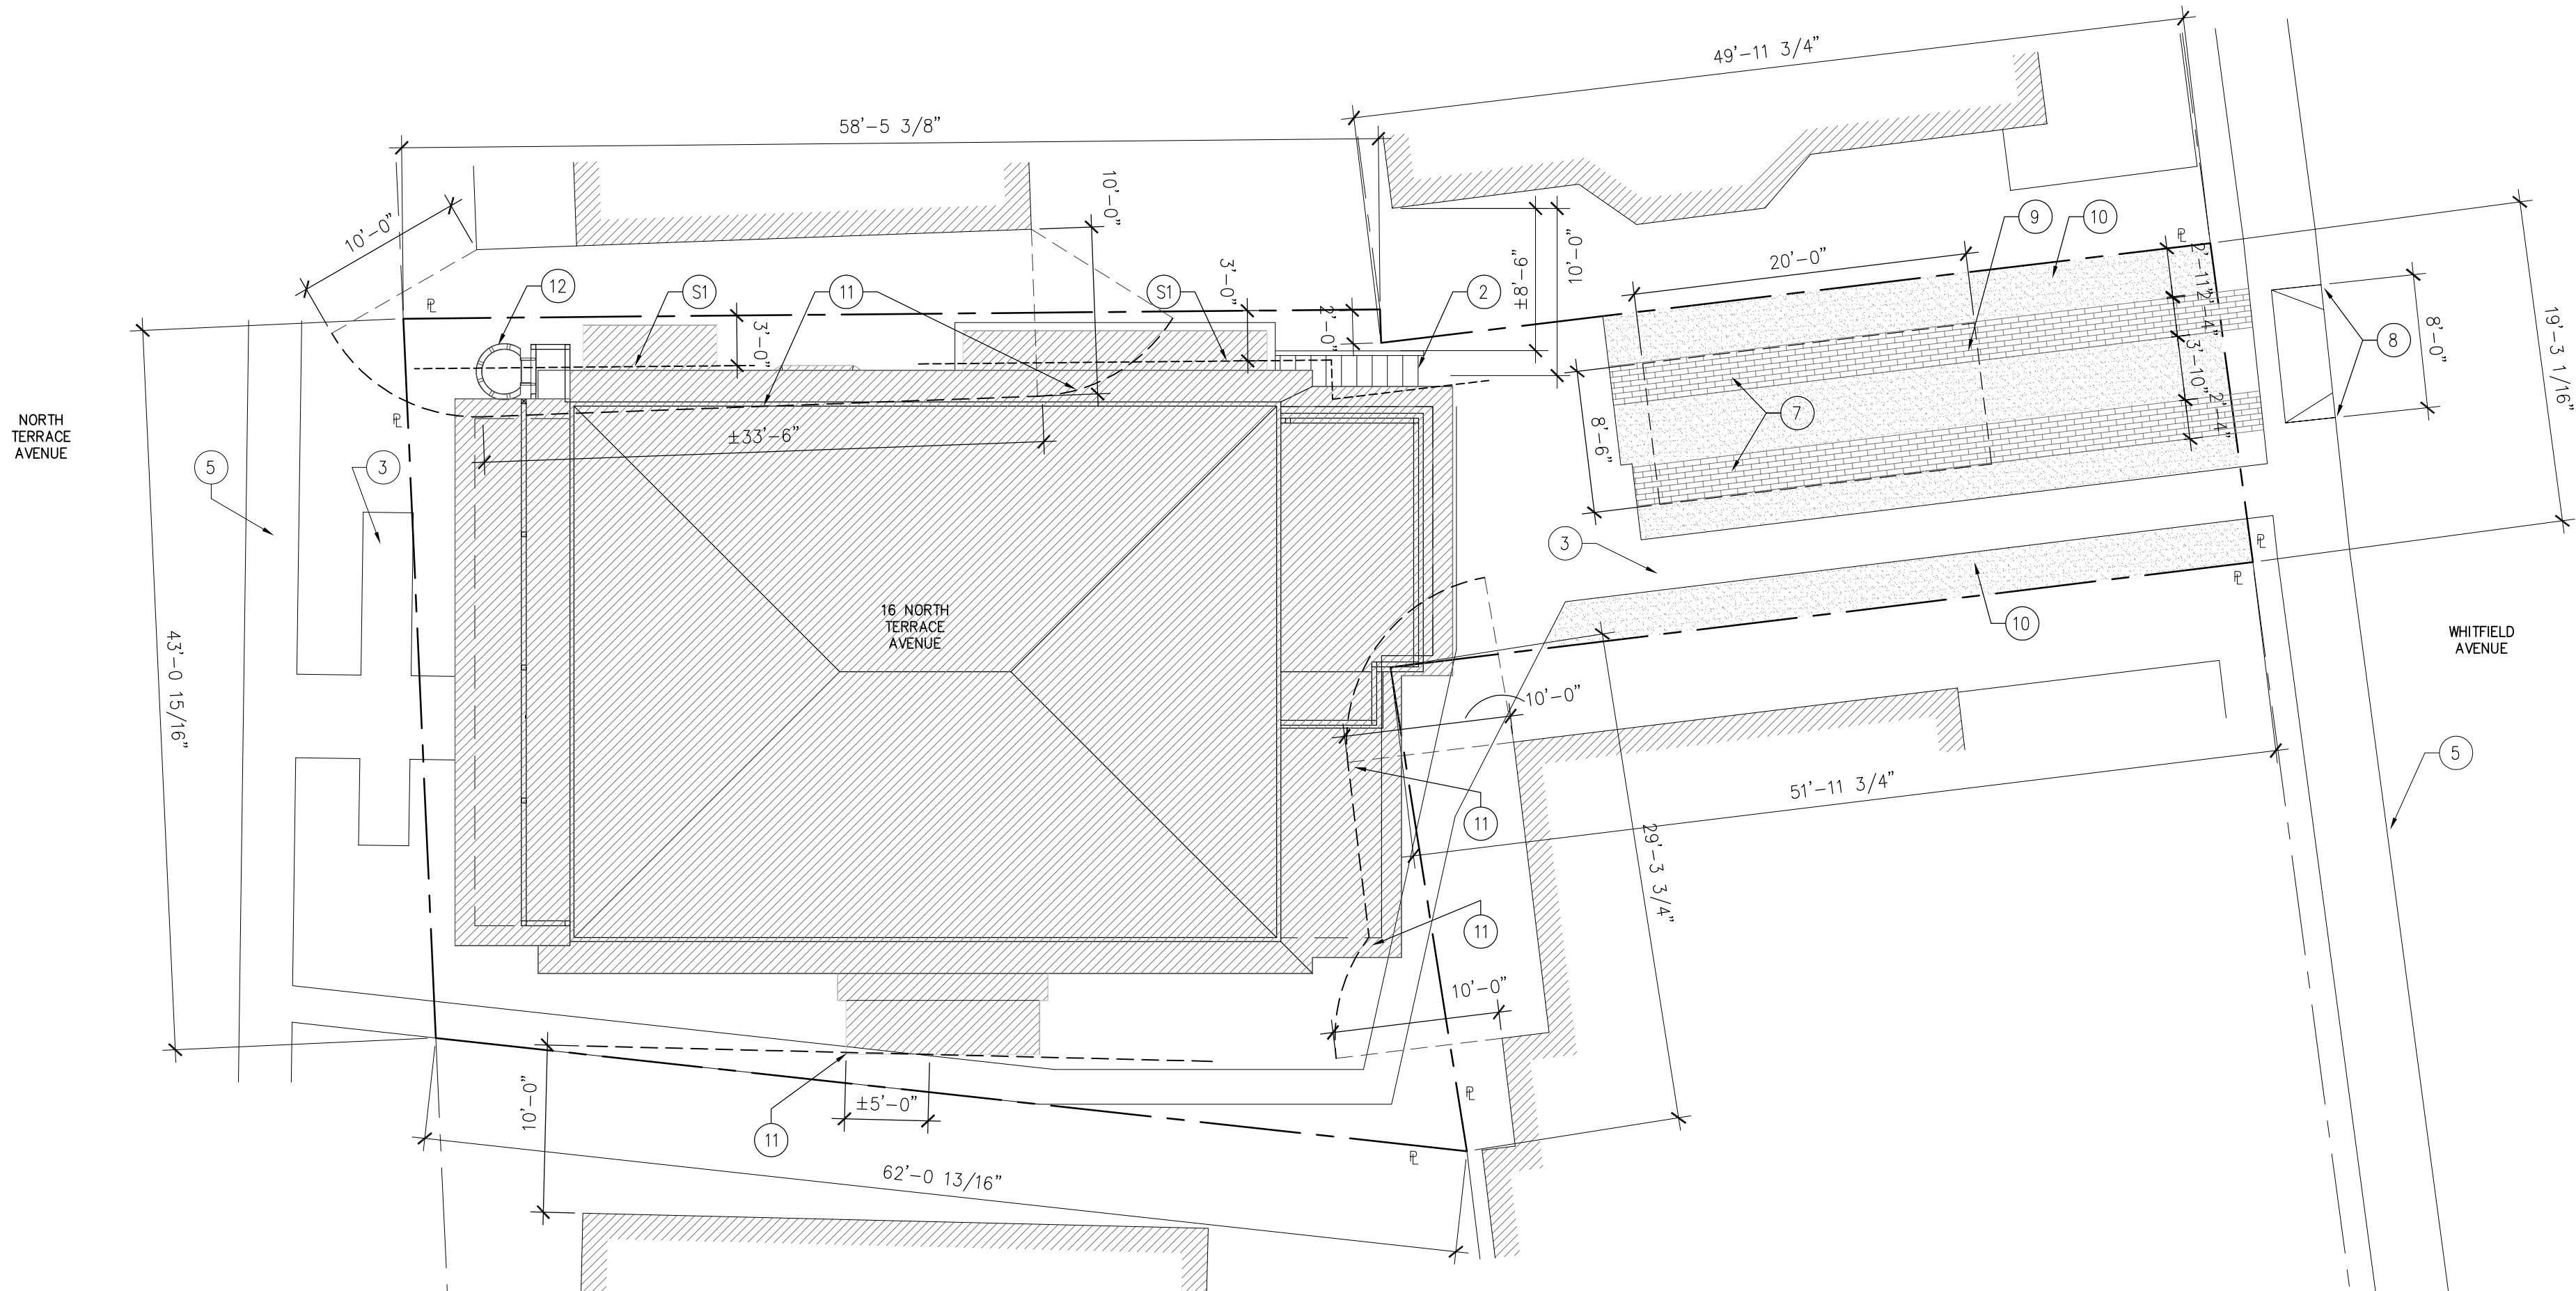 49'-11 3/4"
58'-5 3/8"
10'-0"
10'-0"
12
S1
11
S1
3'-0"
3'-0"
2
2'-0"
±8'-6"
10'-0"
20'-0"
9
10
2'-11"
2'-4"
3'-10"
2'-4"
8'-0"
19'-3 1/16"
8
7
8'-6"
NORTH
TERRACE
AVENUE
5
3
±33'-6"
43'-0 15/16"
16 NORTH
TERRACE
AVENUE
3
10
WHITFIELD
AVENUE
10'-0"
5
51'-11 3/4"
11
29'-3 3/4"
11
10'-0"
10'-0"
±5'-0"
11
62'-0 13/16"
PL
PL
PL
PL
PL
PL
PL